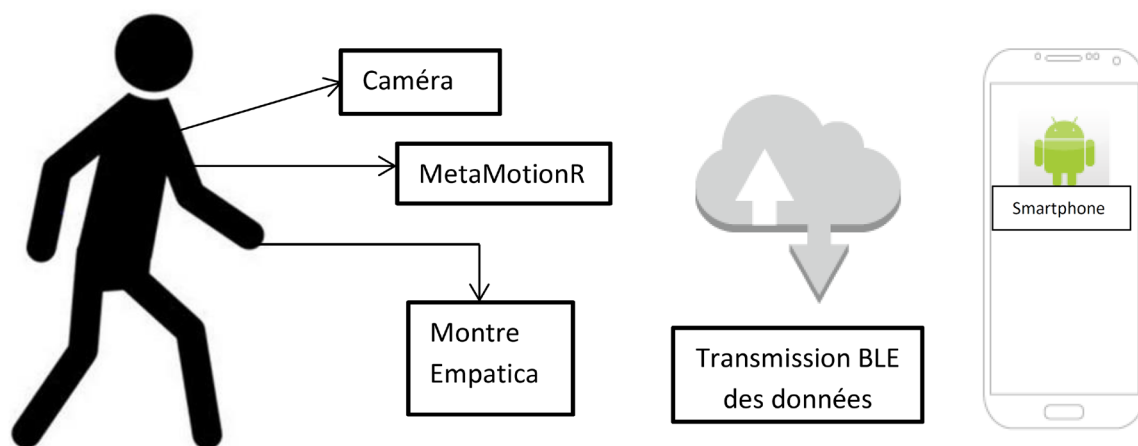 Caméra
MetaMotionR
Montre
Empatica
Transmission BLE
des données
Smartphone